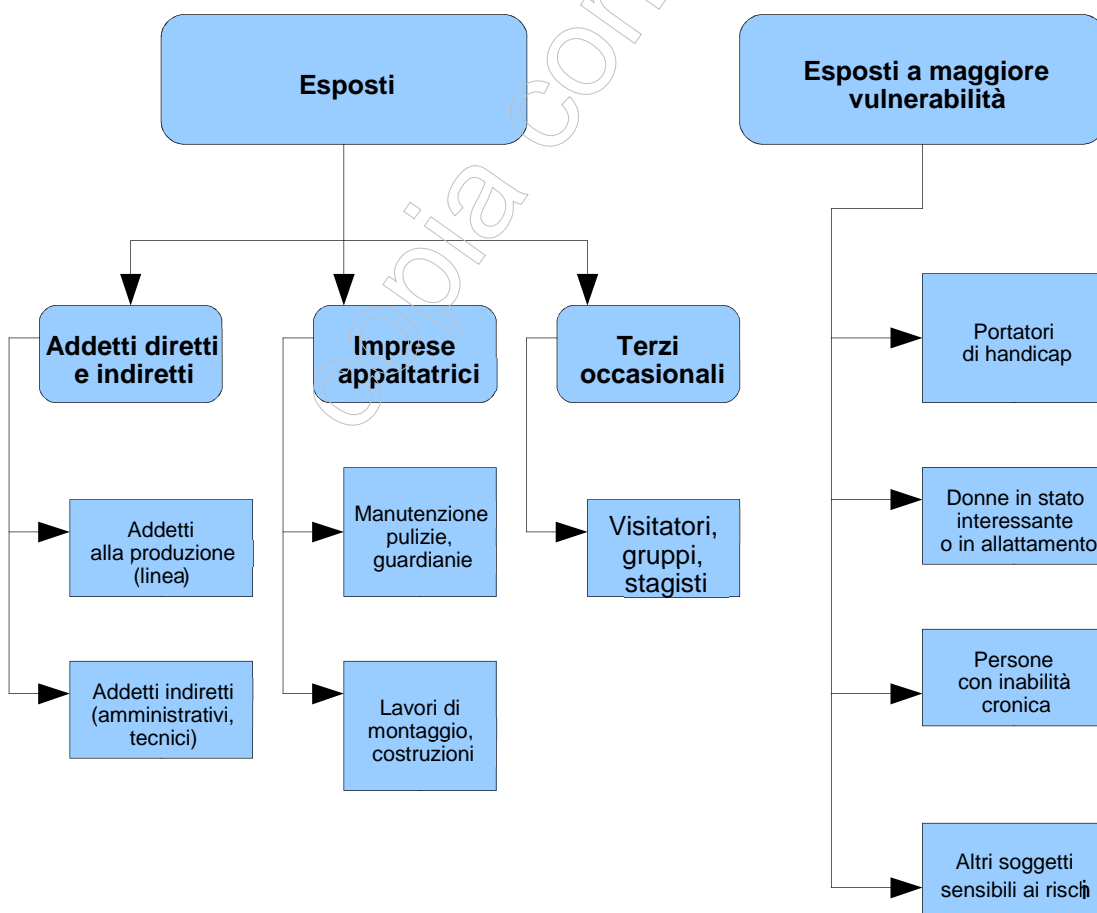 Esposti
Esposti a maggiore
vulnerabilità
Addetti diretti
e indiretti
Imprese
appaltatrici
Terzi
occasionali
Addetti
alla produzione
(linea)
Addetti indiretti
(amministrativi,
tecnici)
Manutenzione
pulizie,
guardianie
Lavori di
montaggio,
costruzioni
Visitatori,
gruppi,
stagisti
Portatori
di handicap
Donne in stato
interessante
o in allattamento
Persone
con inabilità
cronica
Altri soggetti
sensibili ai rischi
copia